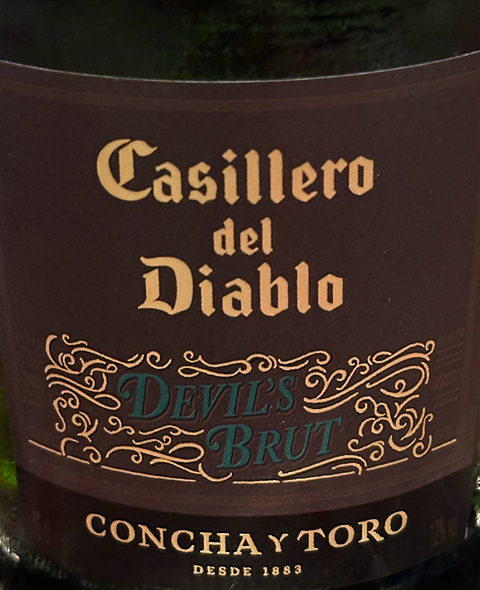 Casillero
del
Diablo
DEVIL'S
BRUT
CONCHA Y TORO
DESDE 1883